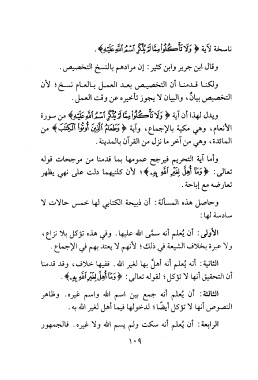 ناسخة لآية ﴿ وَلَا تَأْكُلُوا مِمَّا لَمْ يُذْكَرِ اسْمُ اللَّهِ عَلَيْهِ ﴾.
وقال ابن جرير وابن كثير: إن مرادهم بالنسخ التخصيص.
ولكنا قدمنا أن التخصيص بعد العمل بالعام نسخ؛ لأن
التخصيص بيانٌ، والبيان لا يجوز تأخيره عن وقت العمل.
ويدل لهذا أن آية ﴿ وَلَا تَأْكُلُوا مِمَّا لَمْ يُذْكَرِ اسْمُ اللَّهِ عَلَيْهِ ﴾ من سورة
الأنعام، وهي مكية بالإجماع، وآية ﴿ وَطَعَامُ الَّذِينَ أُوتُوا الْكِتَابَ ﴾ من
المائدة، وهي من آخر ما نزل من القرآن بالمدينة.
وأما آية التحريم فيرجح عمومها بما قدمنا من مرجحات قوله
تعالى: ﴿ وَمَا أُهِلَّ لِغَيْرِ اللَّهِ بِهِ ﴾؛ لأن كلتيهما دلت على نهي يظهر
تعارضه مع إباحة.
وحاصل هذه المسألة: أن ذبيحة الكتابي لها خمس حالات لا
سادسة لها:
الأولى: أن يُعلم أنه سمَّى الله عليها. وفي هذه تؤكل بلا نزاع،
ولا عبرة بخلاف الشيعة في ذلك؛ لأنهم لا يعتد بهم في الإجماع.
الثانية: أن يُعلم أنه أهلَّ بها لغير الله. ففيها خلاف، وقد قدمنا
أن التحقيق أنها لا تؤكل؛ لقوله تعالى: ﴿ وَمَا أُهِلَّ لِغَيْرِ اللَّهِ بِهِ ﴾.
الثالثة: أن يُعلم أنه جمع بين اسم الله واسم غيره. وظاهر
النصوص أنها لا تؤكل أيضًا؛ لدخولها فيما أهل لغير الله به.
الرابعة: أن يُعلم أنه سكت ولم يسم الله ولا غيره. فالجمهور
١٠٩